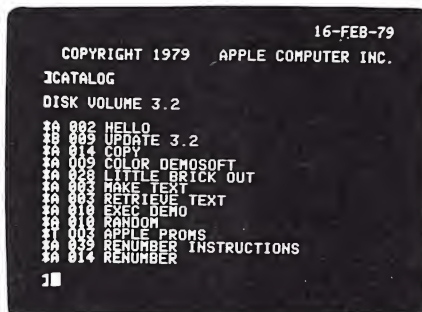 16-FEB-79
COPYRIGHT 1979 APPLE COMPUTER INC.
]CATALOG
DISK VOLUME 3.2
*A 002 HELLO
*B 009 UPDATE 3.2
*A 014 COPY
*A 009 COLOR DEMOSOFT
*A 028 LITTLE BRICK OUT
*A 003 MAKE TEXT
*A 003 RETRIEVE TEXT
*A 010 EXEC DEMO
*A 010 RANDOM
*T 003 APPLE PROMS
*A 039 RENUMBER INSTRUCTIONS
*A 014 RENUMBER
]